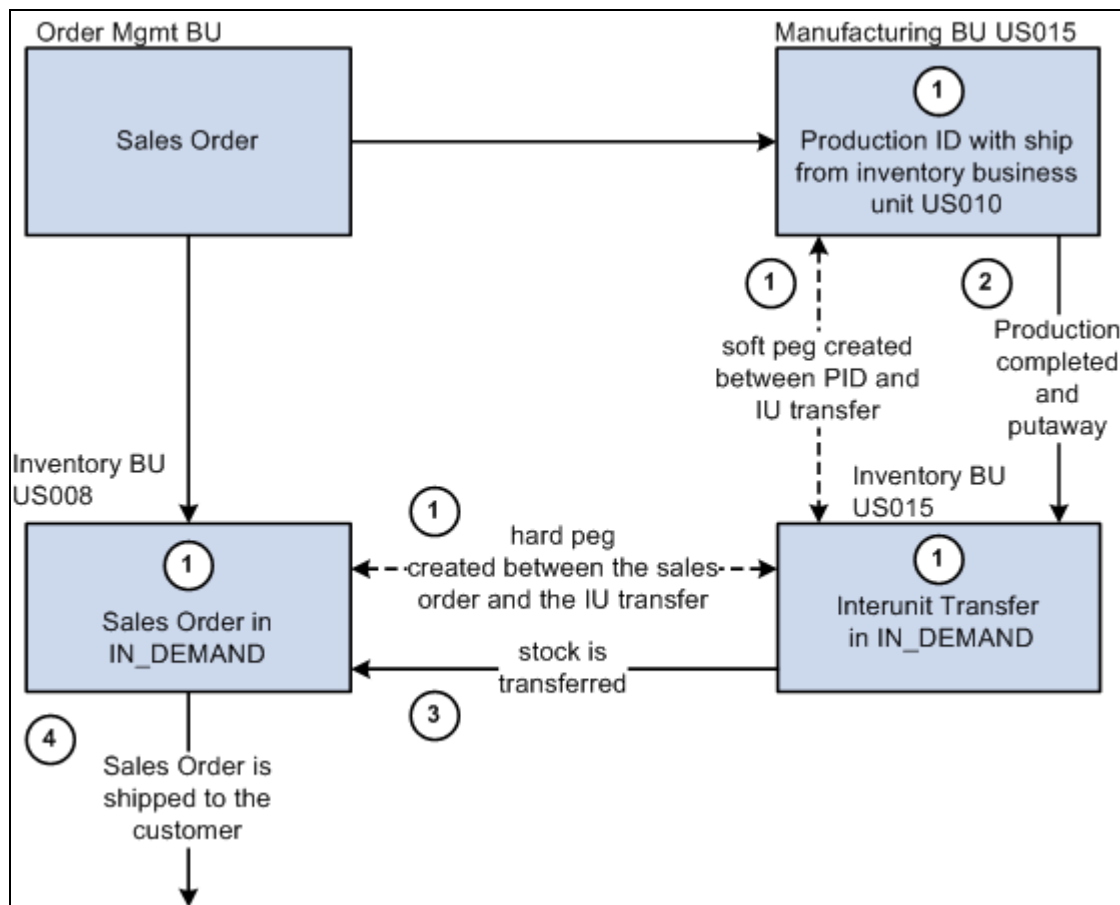 Order Mgmt BU
Manufacturing BU US015
Sales Order
1
Production ID with ship
from inventory business
unit US010
1
soft peg created
between PID and
IU transfer
2
Production
completed
and
putaway
Inventory BU
US008
Inventory BU
US015
1
hard peg
created between the sales
order and the IU transfer
1
Sales Order in
IN_DEMAND
1
Interunit Transfer
in IN_DEMAND
stock is
transferred
3
4
Sales Order is
shipped to the
customer